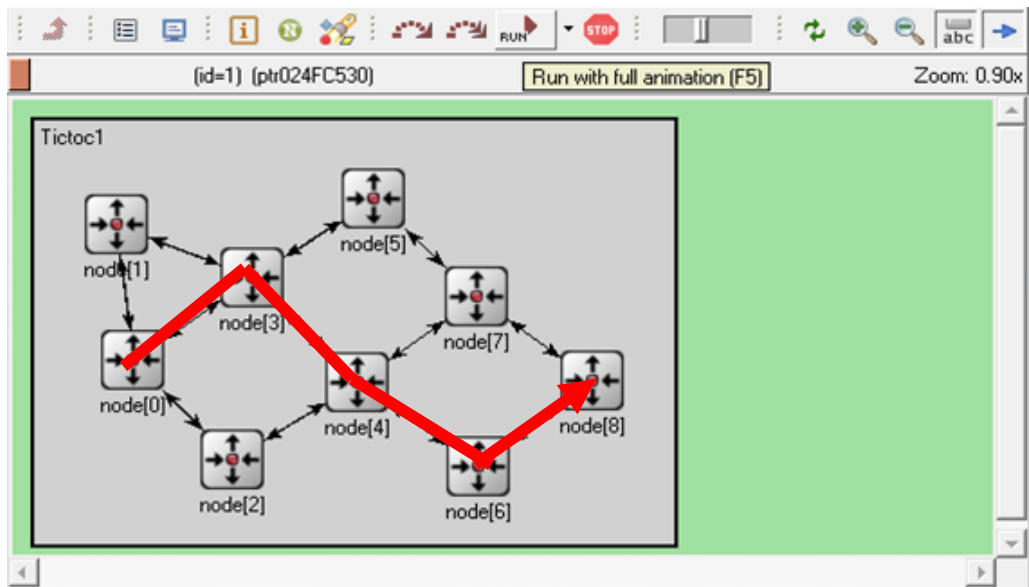 RUN STOP abc
(id=1) (ptr024FC530) Run with full animation (F5) Zoom: 0.90x
Tictoc1
node[5]
node[1]
node[3]
node[7]
node[0]
node[4]
node[8]
node[2]
node[6]